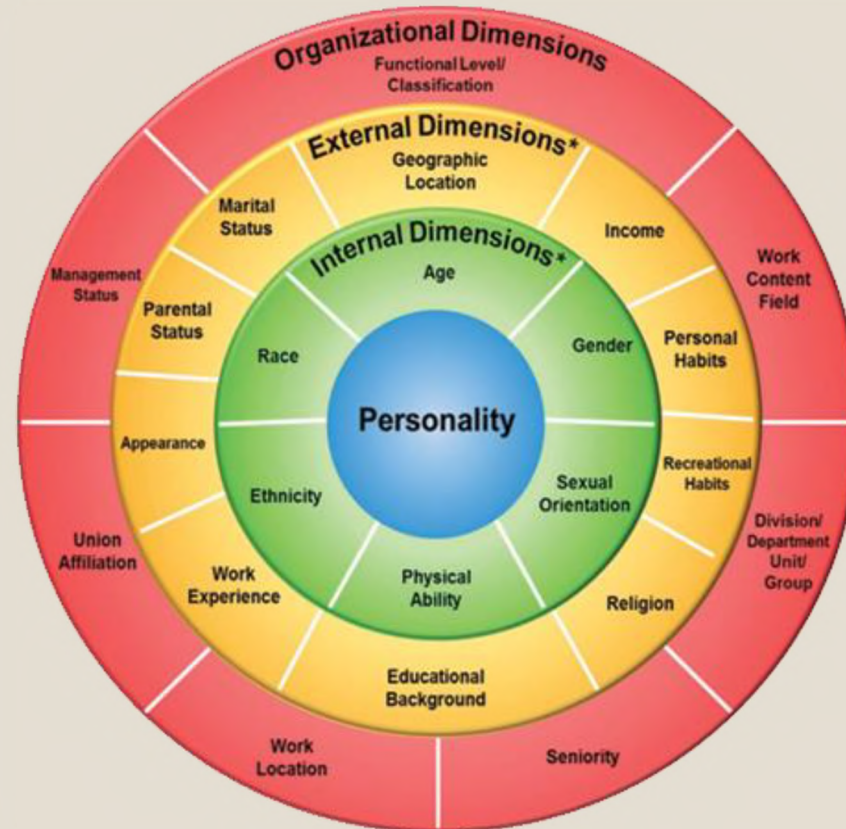 Organizational Dimensions
Functional Level/
Classification
External Dimensions*
Geographic
Location
Marital
Status
Income
Internal Dimensions*
Age
Work
Content
Field
Management
Status
Parental
Status
Personal
Habits
Race
Gender
Personality
Appearance
Recreational
Habits
Ethnicity
Sexual
Orientation
Division/
Department
Unit/
Group
Union
Affiliation
Work
Experience
Physical
Ability
Religion
Educational
Background
Work
Location
Seniority